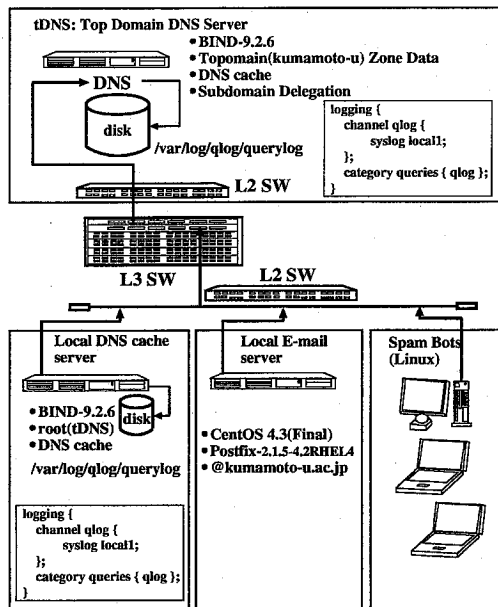 tDNS: Top Domain DNS Server
• BIND-9.2.6
• Topomain(kumamoto-u) Zone Data
• DNS cache
• Subdomain Delegation
DNS
disk
/var/log/qlog/querylog
logging {
channel qlog {
syslog local1;
};
category queries { qlog };
}
L2 SW
L3 SW
L2 SW
Local DNS cache
server
• BIND-9.2.6
• root(tDNS)
• DNS cache
disk
/var/log/qlog/querylog
logging {
channel qlog {
syslog local1;
};
category queries { qlog };
}
Local E-mail
server
• CentOS 4.3(Final)
• Postfix-2.1.5-4.2RHEL4
• @kumamoto-u.ac.jp
Spam Bots
(Linux)